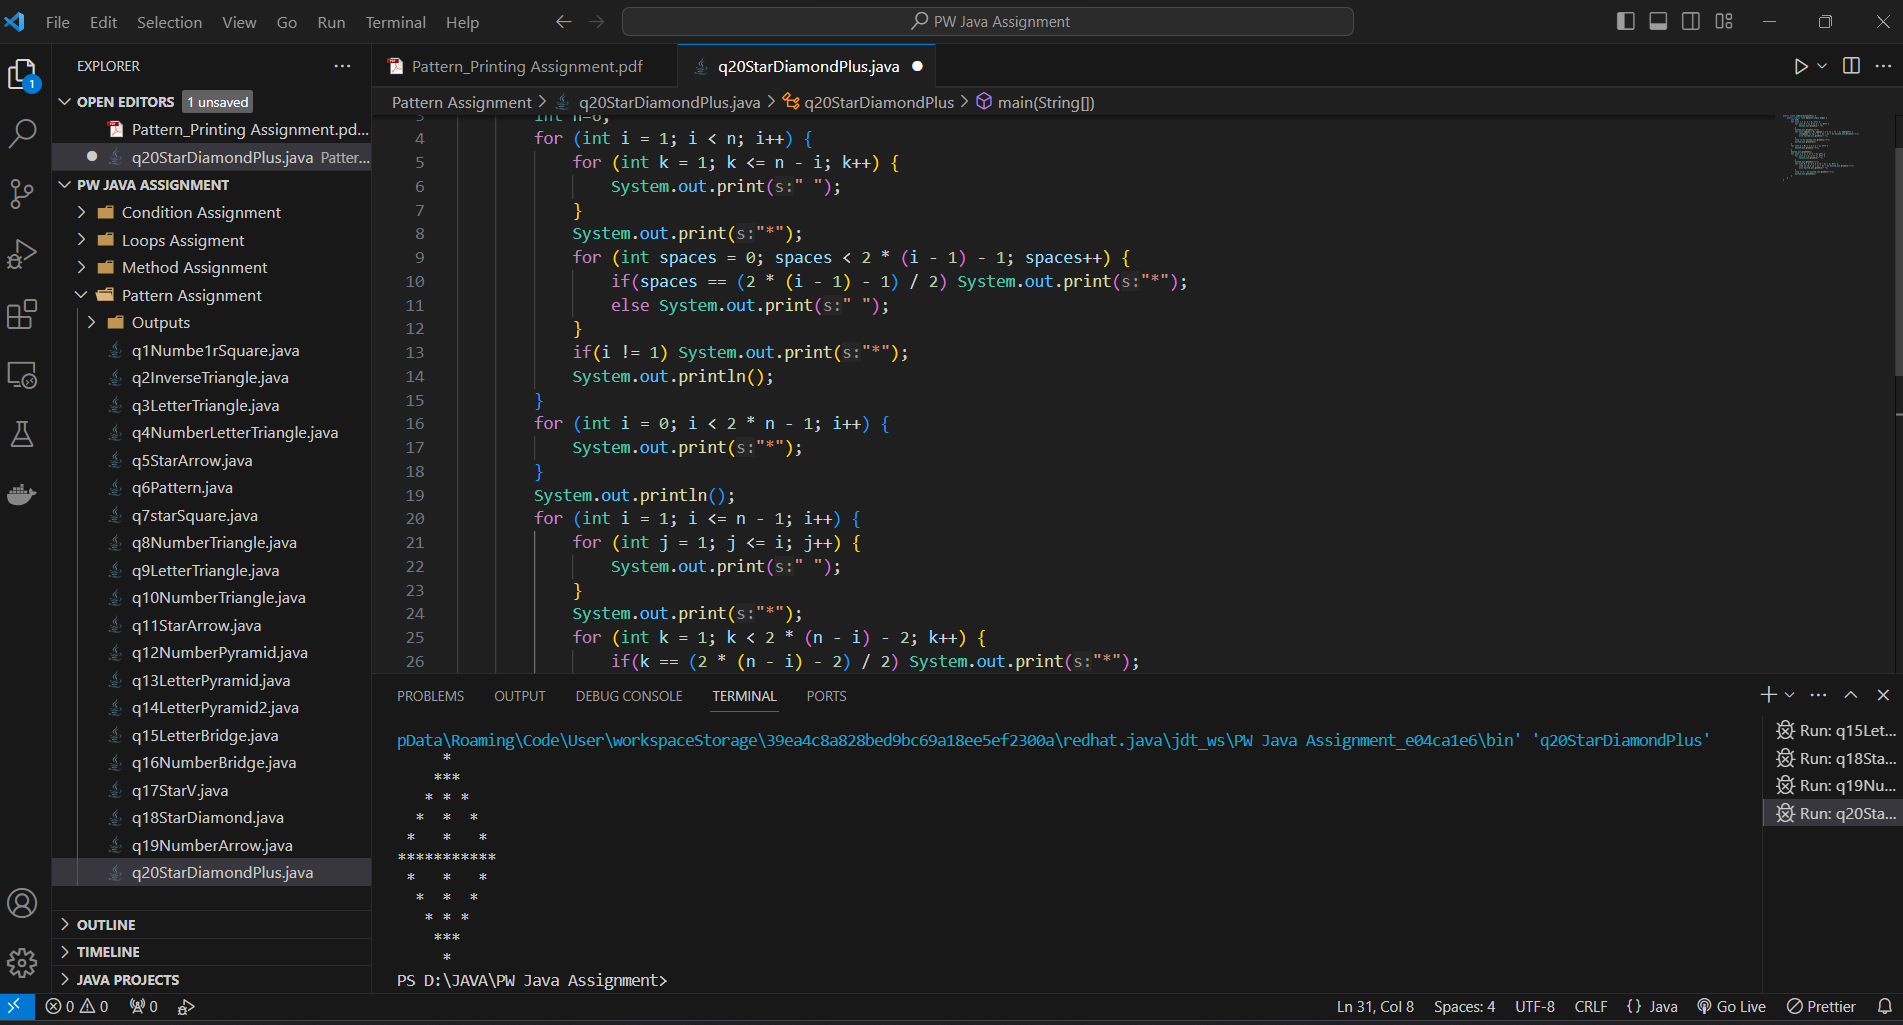 File Edit Selection View Go Run Terminal Help
PW Java Assignment
EXPLORER
OPEN EDITORS 1 unsaved
Pattern_Printing Assignment.pd...
q20StarDiamondPlus.java Patter...
PW JAVA ASSIGNMENT
Condition Assignment
Loops Assigment
Method Assignment
Pattern Assignment
Outputs
q1Numbe1rSquare.java
q2InverseTriangle.java
q3LetterTriangle.java
q4NumberLetterTriangle.java
q5StarArrow.java
q6Pattern.java
q7starSquare.java
q8NumberTriangle.java
q9LetterTriangle.java
q10NumberTriangle.java
q11StarArrow.java
q12NumberPyramid.java
q13LetterPyramid.java
q14LetterPyramid2.java
q15LetterBridge.java
q16NumberBridge.java
q17StarV.java
q18StarDiamond.java
q19NumberArrow.java
q20StarDiamondPlus.java
OUTLINE
TIMELINE
JAVA PROJECTS
1
Pattern_Printing Assignment.pdf
q20StarDiamondPlus.java
Pattern Assignment > q20StarDiamondPlus.java > q20StarDiamondPlus > main(String[])
3 int n=6;
4 for (int i = 1; i < n; i++) {
5 for (int k = 1; k <= n - i; k++) {
6 System.out.print(s:" ");
7 }
8 System.out.print(s:"*");
9 for (int spaces = 0; spaces < 2 * (i - 1) - 1; spaces++) {
10 if(spaces == (2 * (i - 1) - 1) / 2) System.out.print(s:"*");
11 else System.out.print(s:" ");
12 }
13 if(i != 1) System.out.print(s:"*");
14 System.out.println();
15 }
16 for (int i = 0; i < 2 * n - 1; i++) {
17 System.out.print(s:"*");
18 }
19 System.out.println();
20 for (int i = 1; i <= n - 1; i++) {
21 for (int j = 1; j <= i; j++) {
22 System.out.print(s:" ");
23 }
24 System.out.print(s:"*");
25 for (int k = 1; k < 2 * (n - i) - 2; k++) {
26 if(k == (2 * (n - i) - 2) / 2) System.out.print(s:"*");
PROBLEMS OUTPUT DEBUG CONSOLE TERMINAL PORTS
pData\Roaming\Code\User\workspaceStorage\39ea4c8a828bed9bc69a18ee5ef2300a\redhat.java\jdt_ws\PW Java Assignment_e04ca1e6\bin' 'q20StarDiamondPlus'
     *
    ***
   * * *
  *  *  *
 *   *   *
***********
 *   *   *
  *  *  *
   * * *
    ***
     *
PS D:\JAVA\PW Java Assignment>
Run: q15Let...
Run: q18Sta...
Run: q19Nu...
Run: q20Sta...
0 0 0
Ln 31, Col 8 Spaces: 4 UTF-8 CRLF {} Java Go Live Prettier